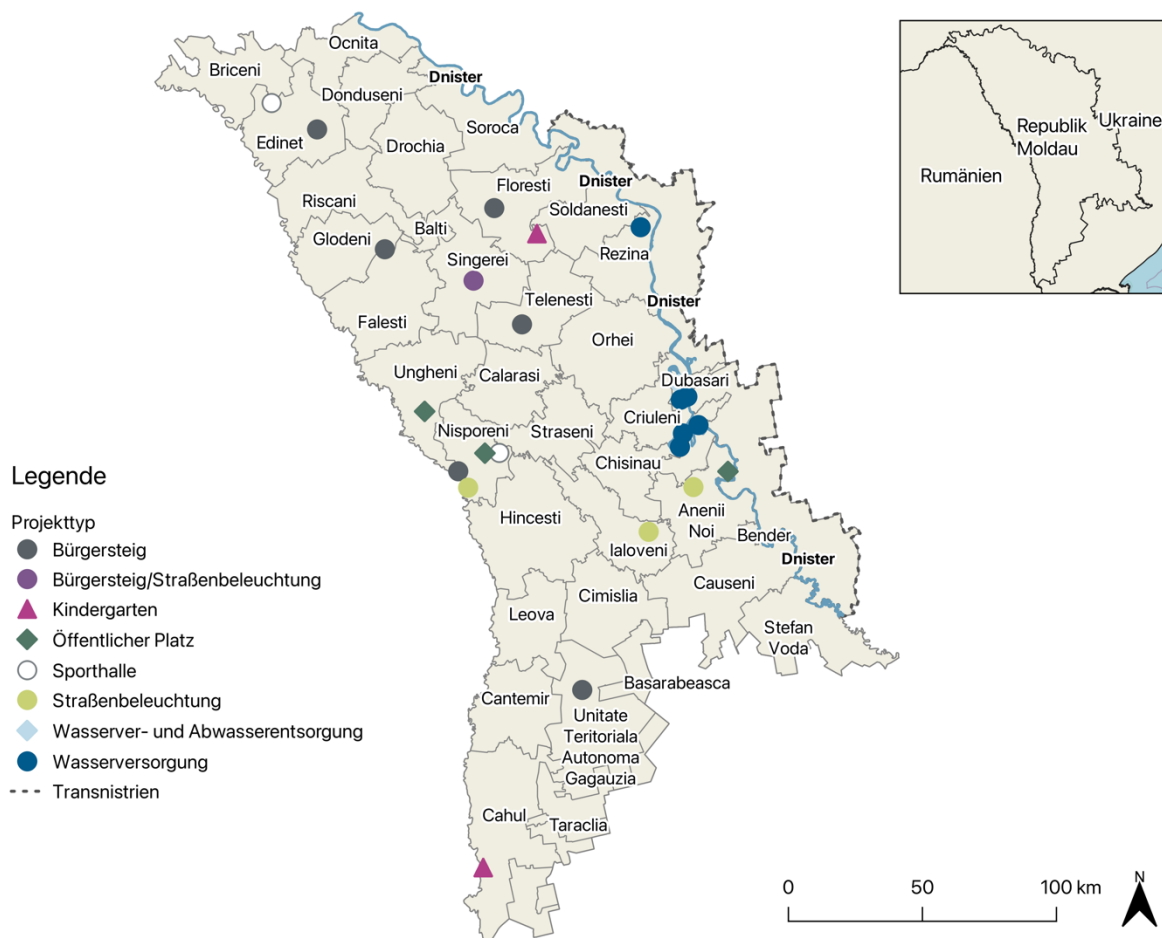 Ocnita
Briceni
Dnister
Donduseni
Soroca
Edinet
Drochia
Floresti
Dnister
Riscani
Soldanesti
Glodeni
Balti
Rezina
Singerei
Telenesti
Dnister
Falesti
Orhei
Ungheni
Calarasi
Dubasari
Criuleni
Nisporeni
Straseni
Chisinau
Hincesti
Anenii
Noi
Bender
Ialoveni
Dnister
Causeni
Cimislia
Leova
Stefan
Voda
Basarabeasca
Cantemir
Unitate
Teritoriala
Autonoma
Gagauzia
Cahul
Taraclia
Ukraine
Republik
Moldau
Rumänien
Legende
Projekttyp
Bürgersteig
Bürgersteig/Straßenbeleuchtung
Kindergarten
Öffentlicher Platz
Sporthalle
Straßenbeleuchtung
Wasserver- und Abwasserentsorgung
Wasserversorgung
Transnistrien
0 50 100 km
N